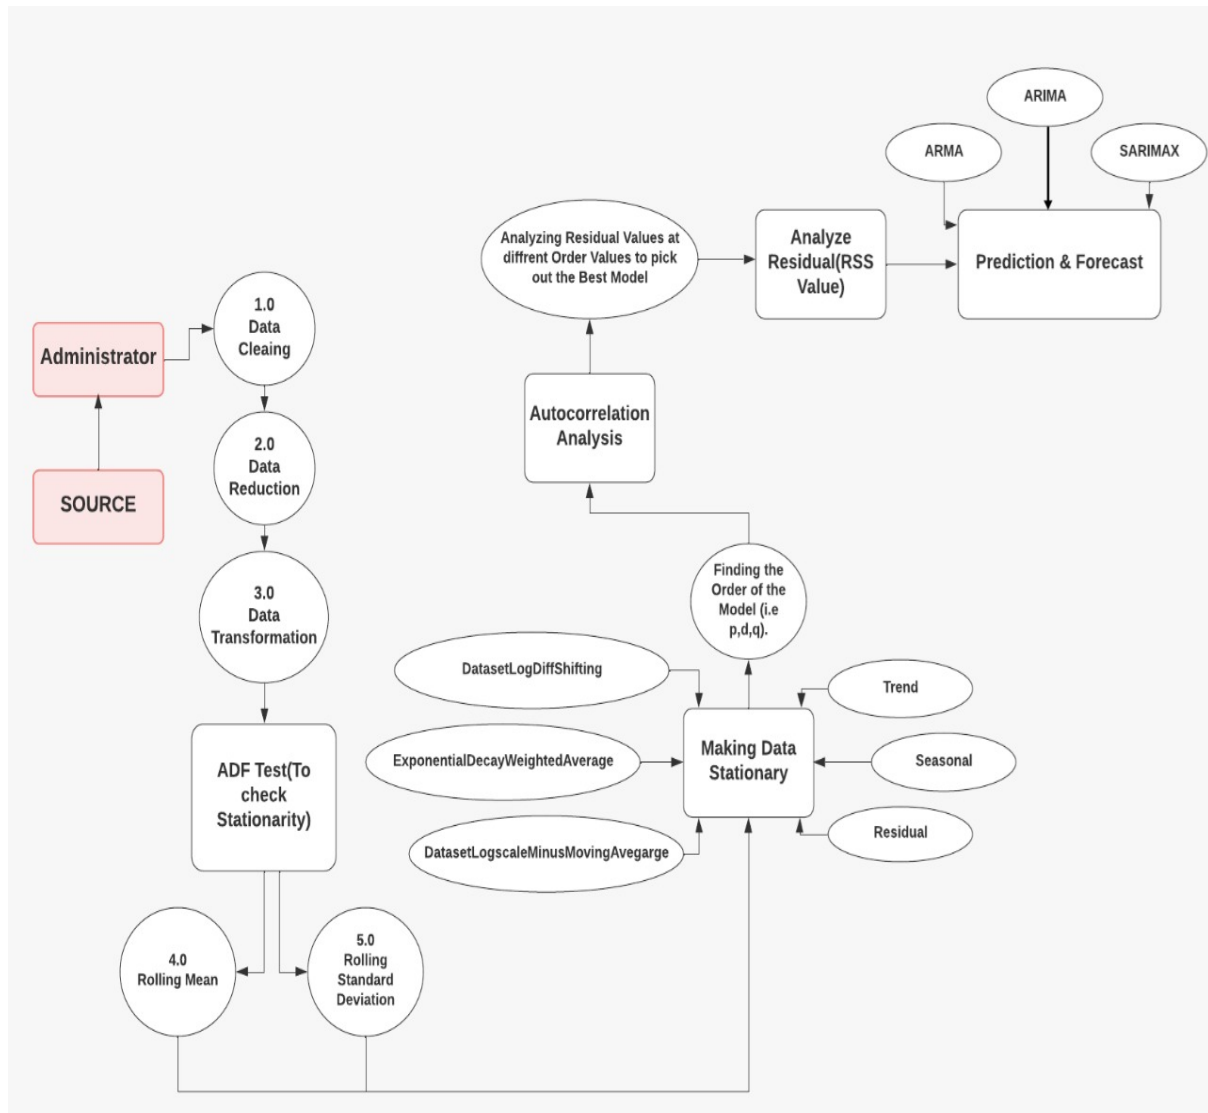 ARIMA
ARMA
SARIMAX
Analyzing Residual Values at
diffrent Order Values to pick
out the Best Model
Analyze
Residual(RSS
Value)
Prediction & Forecast
1.0
Data
Cleaing
Administrator
2.0
Data
Reduction
Autocorrelation
Analysis
SOURCE
3.0
Data
Transformation
Finding the
Order of the
Model (i.e
p,d,q).
DatasetLogDiffShifting
Trend
ADF Test(To
check
Stationarity)
ExponentialDecayWeightedAverage
Making Data
Stationary
Seasonal
DatasetLogscaleMinusMovingAvegarge
Residual
4.0
Rolling Mean
5.0
Rolling
Standard
Deviation